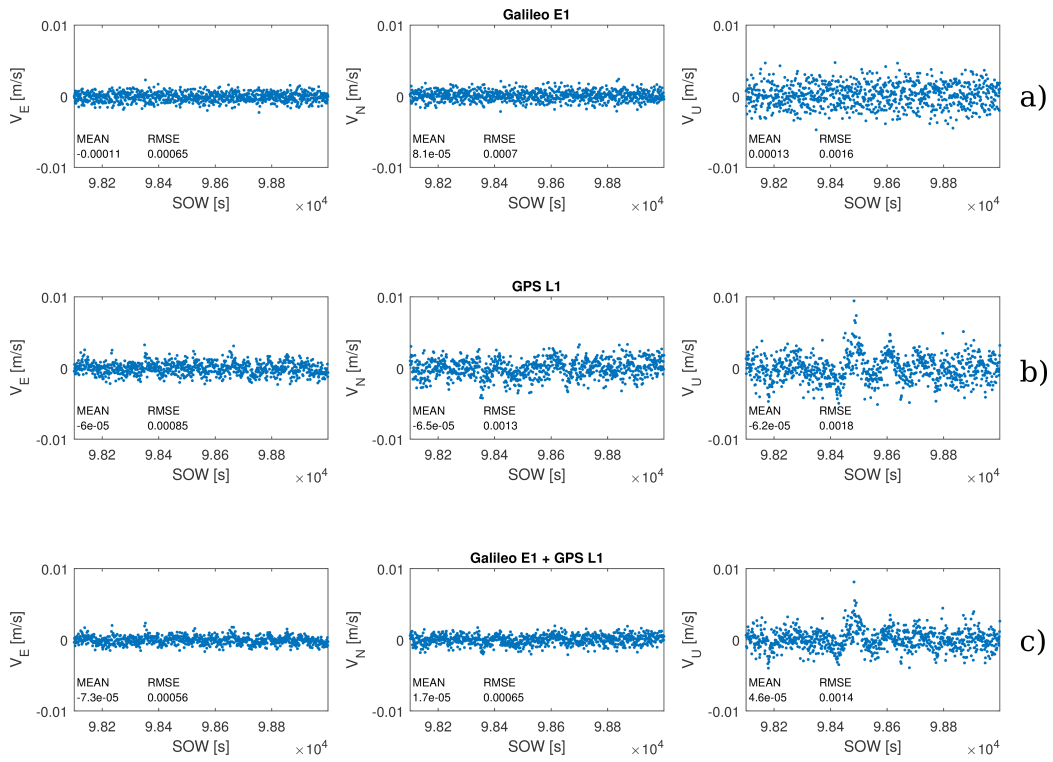 Galileo E1
0.01
0
-0.01
V_E [m/s]
MEAN RMSE
-0.00011 0.00065
9.82 9.84 9.86 9.88
SOW [s] ×10^4
0.01
0
-0.01
V_N [m/s]
MEAN RMSE
8.1e-05 0.0007
9.82 9.84 9.86 9.88
SOW [s] ×10^4
0.01
0
-0.01
V_U [m/s]
MEAN RMSE
0.00013 0.0016
9.82 9.84 9.86 9.88
SOW [s] ×10^4
a)
GPS L1
0.01
0
-0.01
V_E [m/s]
MEAN RMSE
-6e-05 0.00085
9.82 9.84 9.86 9.88
SOW [s] ×10^4
0.01
0
-0.01
V_N [m/s]
MEAN RMSE
-6.5e-05 0.0013
9.82 9.84 9.86 9.88
SOW [s] ×10^4
0.01
0
-0.01
V_U [m/s]
MEAN RMSE
-6.2e-05 0.0018
9.82 9.84 9.86 9.88
SOW [s] ×10^4
b)
Galileo E1 + GPS L1
0.01
0
-0.01
V_E [m/s]
MEAN RMSE
-7.3e-05 0.00056
9.82 9.84 9.86 9.88
SOW [s] ×10^4
0.01
0
-0.01
V_N [m/s]
MEAN RMSE
1.7e-05 0.00065
9.82 9.84 9.86 9.88
SOW [s] ×10^4
0.01
0
-0.01
V_U [m/s]
MEAN RMSE
4.6e-05 0.0014
9.82 9.84 9.86 9.88
SOW [s] ×10^4
c)